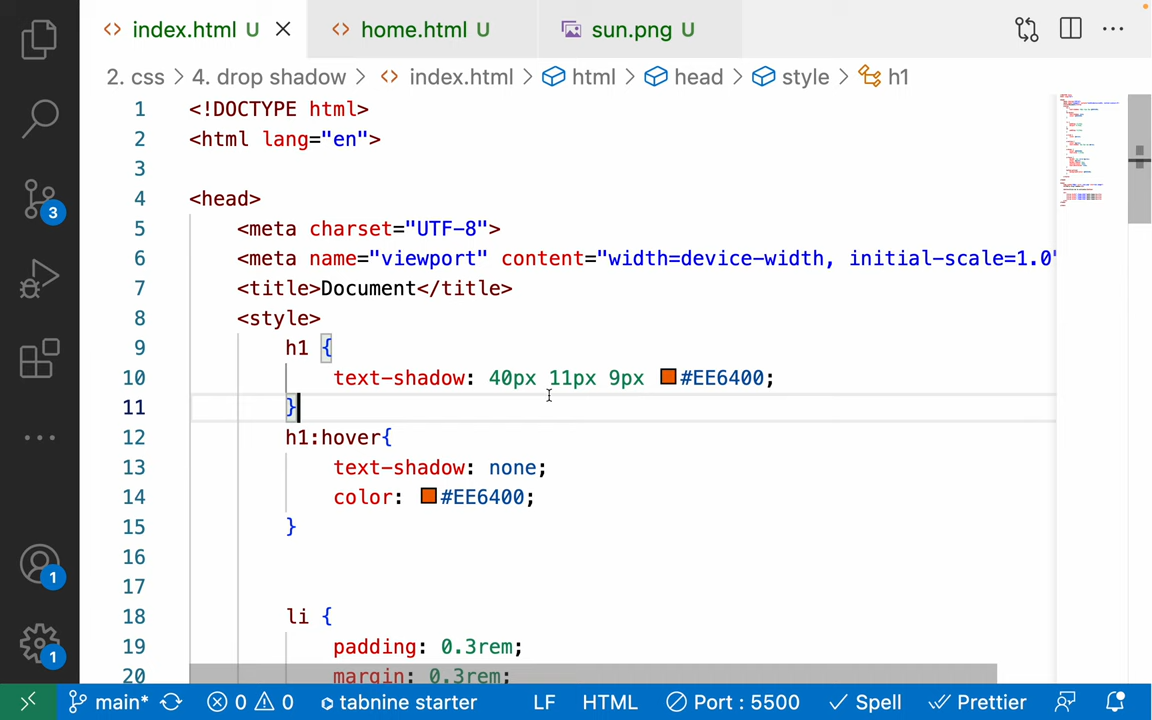 index.html U
home.html U
sun.png U
2. css > 4. drop shadow > index.html > html > head > style > h1
1 <!DOCTYPE html>
2 <html lang="en">
3
4 <head>
5 <meta charset="UTF-8">
6 <meta name="viewport" content="width=device-width, initial-scale=1.0"
7 <title>Document</title>
8 <style>
9 h1 {
10 text-shadow: 40px 11px 9px #EE6400;
11 }
12 h1:hover{
13 text-shadow: none;
14 color: #EE6400;
15 }
16
17
18 li {
19 padding: 0.3rem;
20 margin: 0.3rem;
3
1
1
main* 0 0 tabnine starter LF HTML Port : 5500 Spell Prettier